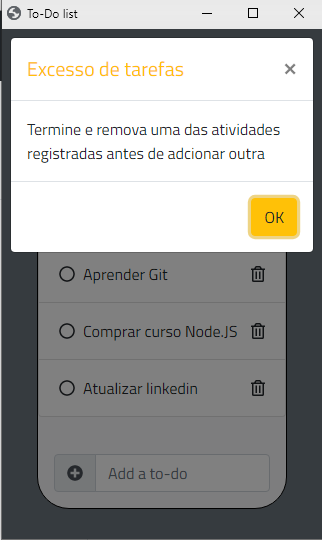 To-Do list
Excesso de tarefas
Termine e remova uma das atividades
registradas antes de adcionar outra
OK
Aprender Git
Comprar curso Node.JS
Atualizar linkedin
Add a to-do